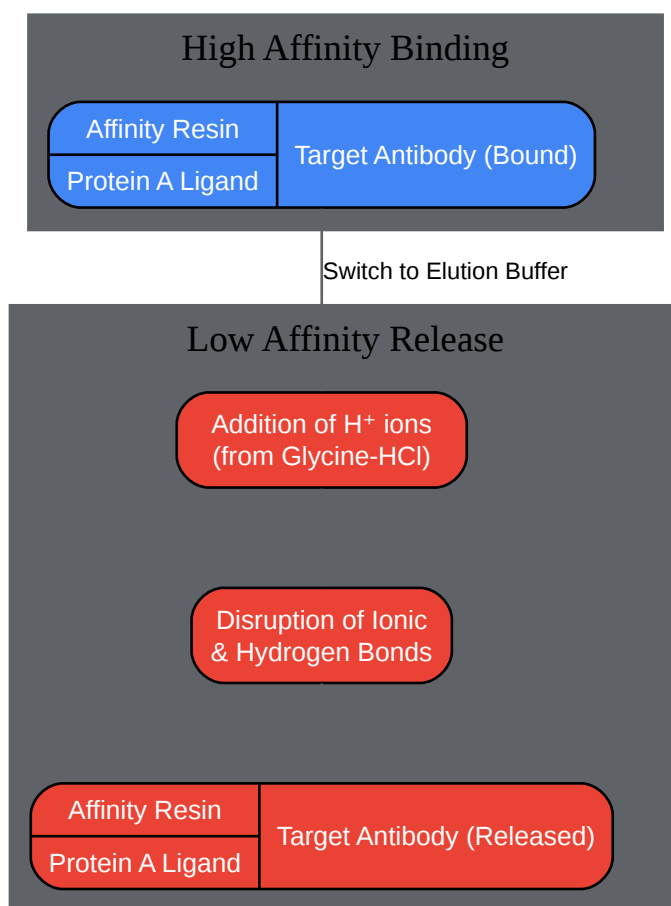 High Affinity Binding
Affinity Resin
Protein A Ligand
Target Antibody (Bound)
Switch to Elution Buffer
Low Affinity Release
Addition of H⁺ ions
(from Glycine-HCl)
Disruption of Ionic
& Hydrogen Bonds
Affinity Resin
Protein A Ligand
Target Antibody (Released)